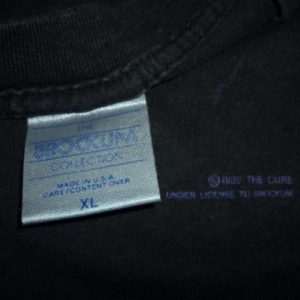 THE
BROCKUM
COLLECTION
MADE IN U.S.A.
CARE/CONTENT OVER
XL
© THE CURE
UNDER LICENSE TO BROCKUM